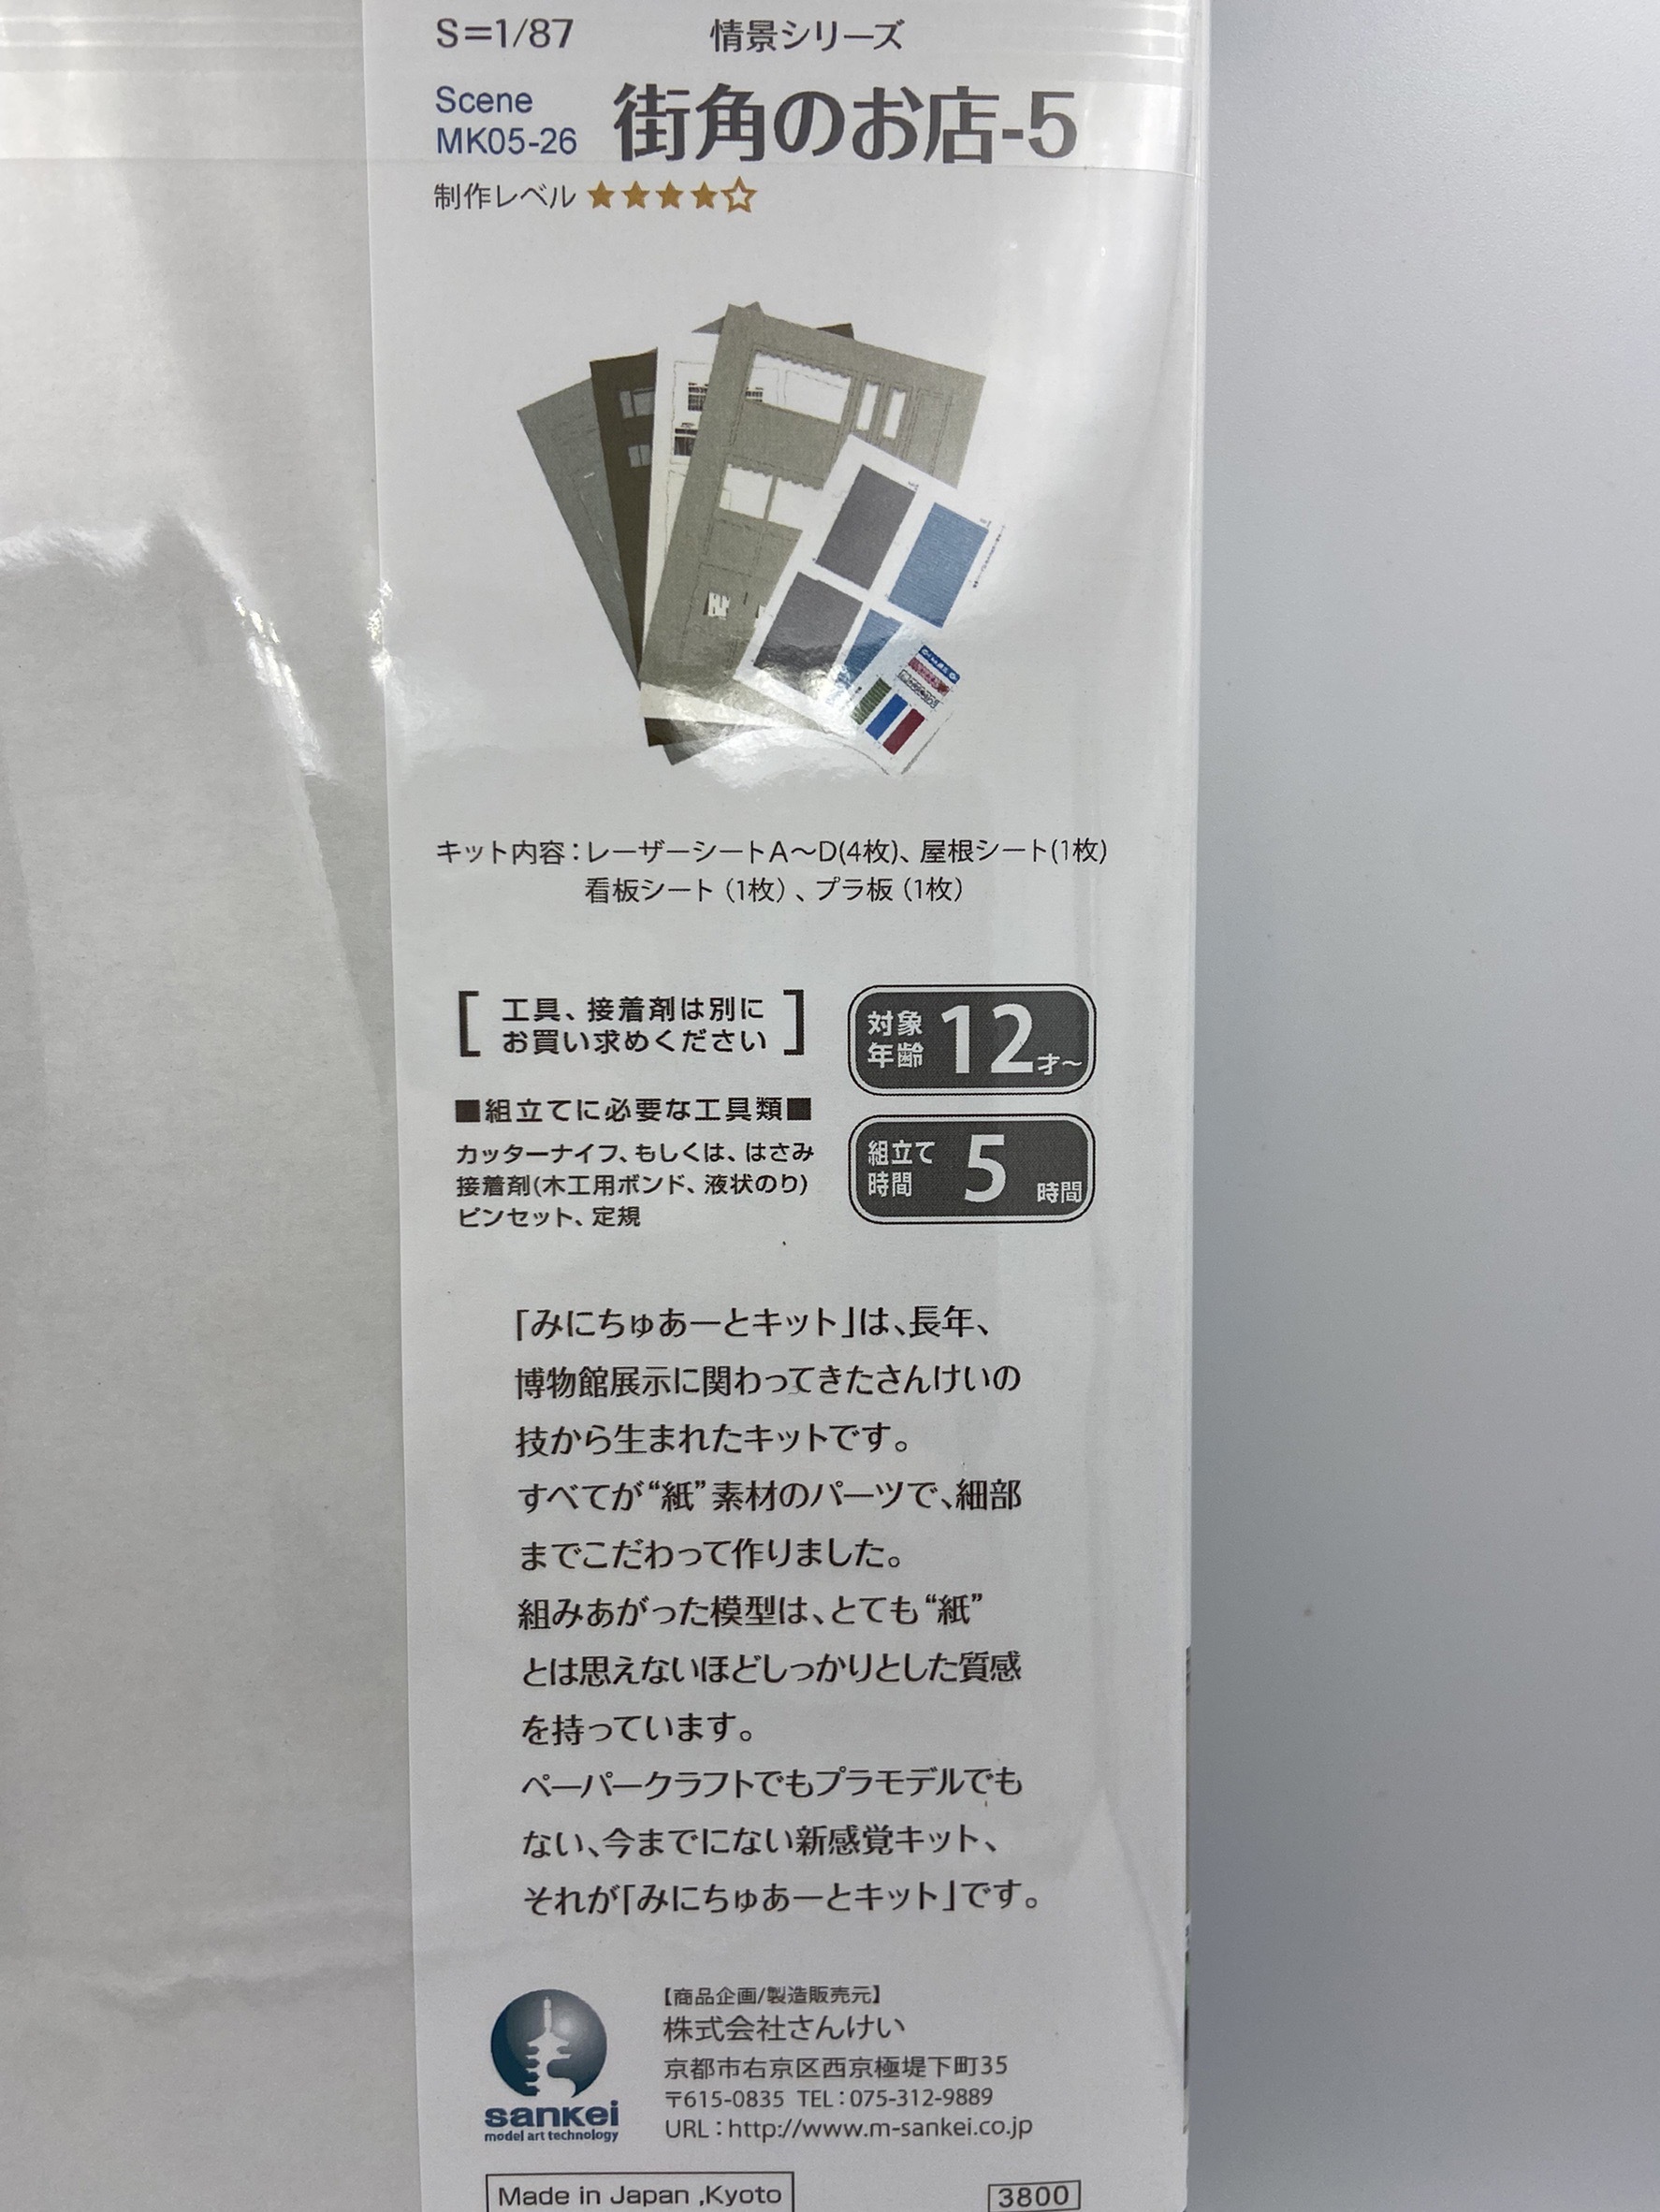 S=1/87 情景シリーズ
Scene
MK05-26 街角のお店-5
制作レベル ★★★★☆
キット内容：レーザーシートA～D(4枚)、屋根シート(1枚)
看板シート（1枚）、プラ板（1枚）
[工具、接着剤は別に
お買い求めください]
対象年齢 12才～
■組立てに必要な工具類■
カッターナイフ、もしくは、はさみ
接着剤(木工用ボンド、液状のり)
ピンセット、定規
組立て時間 5 時間
「みにちゅあーとキット」は、長年、
博物館展示に関わってきたさんけいの
技から生まれたキットです。
すべてが“紙”素材のパーツで、細部
までこだわって作りました。
組みあがった模型は、とても“紙”
とは思えないほどしっかりとした質感
を持っています。
ペーパークラフトでもプラモデルでも
ない、今までにない新感覚キット、
それが「みにちゅあーとキット」です。
sankei
model art technology
【商品企画/製造販売元】
株式会社さんけい
京都市右京区西京極堤下町35
〒615-0835 TEL：075-312-9889
URL：http://www.m-sankei.co.jp
Made in Japan ,Kyoto
3800